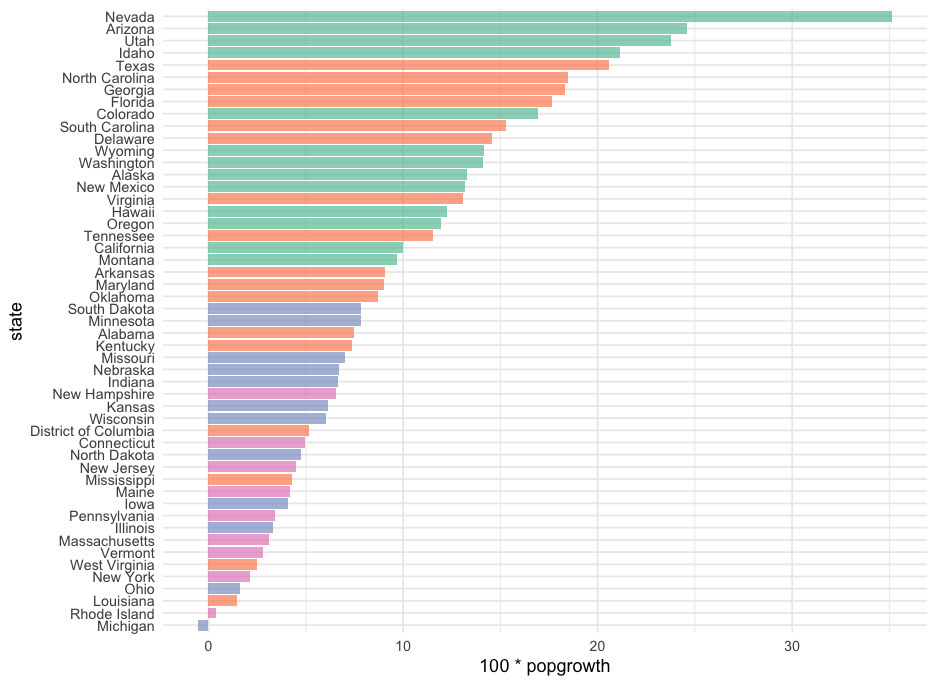 Nevada
Arizona
Utah
Idaho
Texas
North Carolina
Georgia
Florida
Colorado
South Carolina
Delaware
Wyoming
Washington
Alaska
New Mexico
Virginia
Hawaii
Oregon
Tennessee
California
Montana
Arkansas
Maryland
Oklahoma
South Dakota
Minnesota
Alabama
Kentucky
Missouri
Nebraska
Indiana
New Hampshire
Kansas
Wisconsin
District of Columbia
Connecticut
North Dakota
New Jersey
Mississippi
Maine
Iowa
Pennsylvania
Illinois
Massachusetts
Vermont
West Virginia
New York
Ohio
Louisiana
Rhode Island
Michigan
state
0 10 20 30
100 * popgrowth